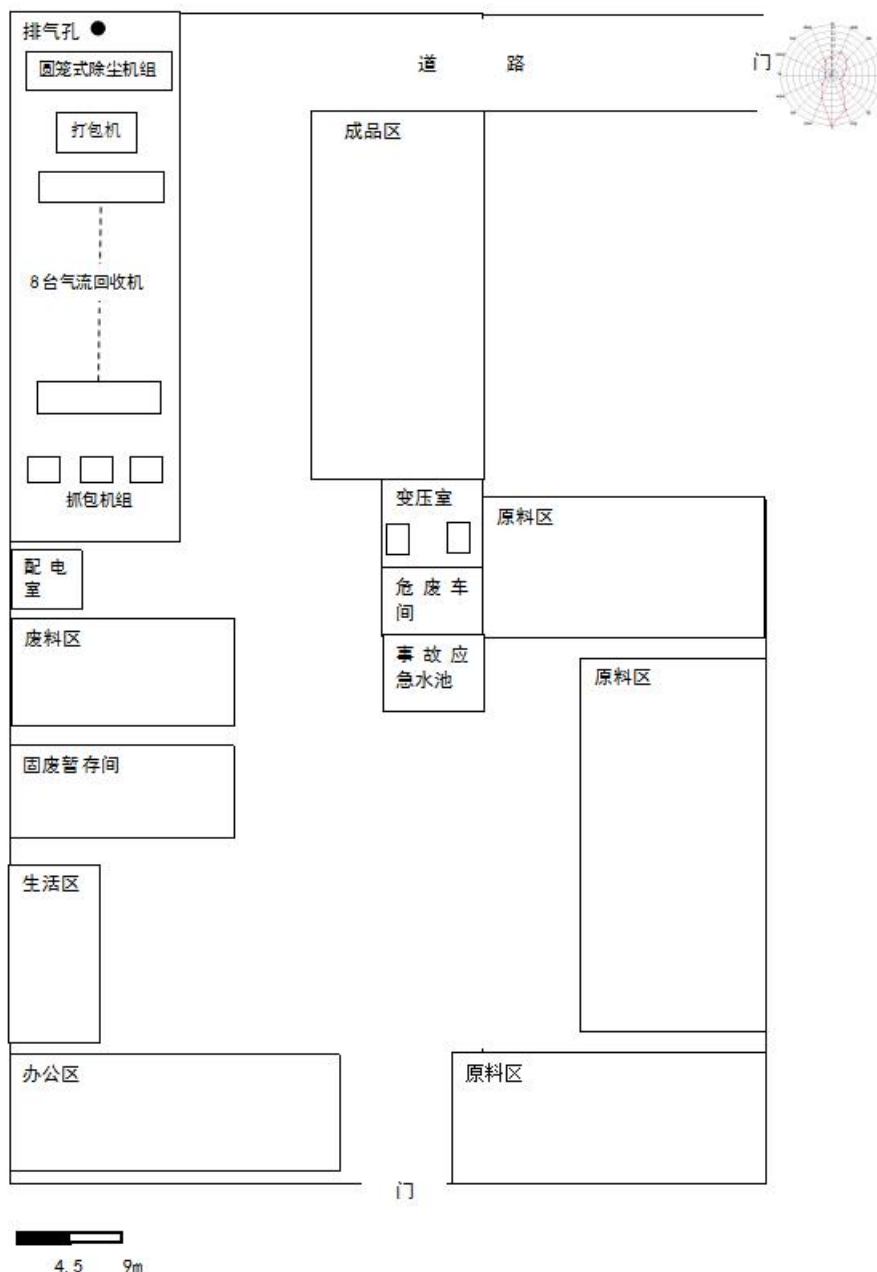 排气孔
圆笼式除尘机组
道 路
门
打包机
成品区
8台气流回收机
抓包机组
变压室
原料区
配电
室
危废车
间
废料区
事故应
急水池
原料区
固废暂存间
生活区
办公区
原料区
门
4.5 9m